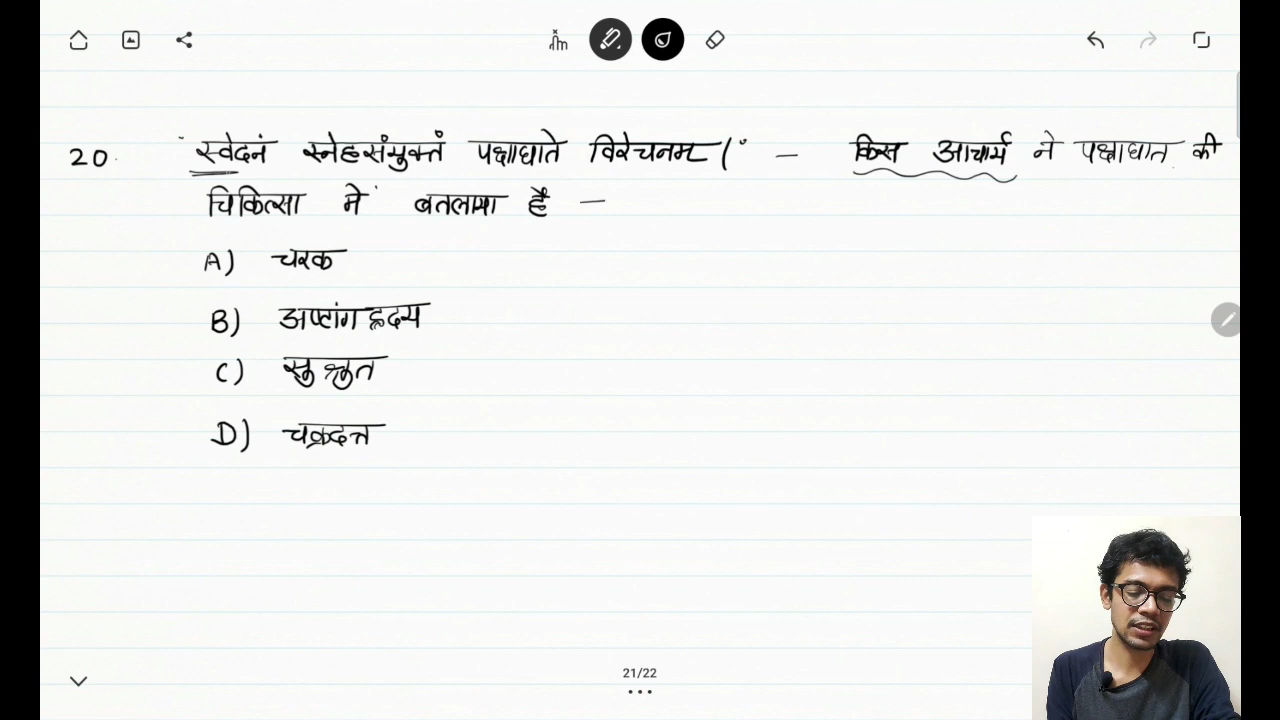 20. "स्वेदनं स्नेहसंयुक्तं पक्षाघाते विरेचनम् ।" — किस आचार्य ने पक्षाघात की
चिकित्सा में बतलाया है —
A) चरक
B) अष्टांग हृदय
C) सुश्रुत
D) चक्रदत्त
21/22